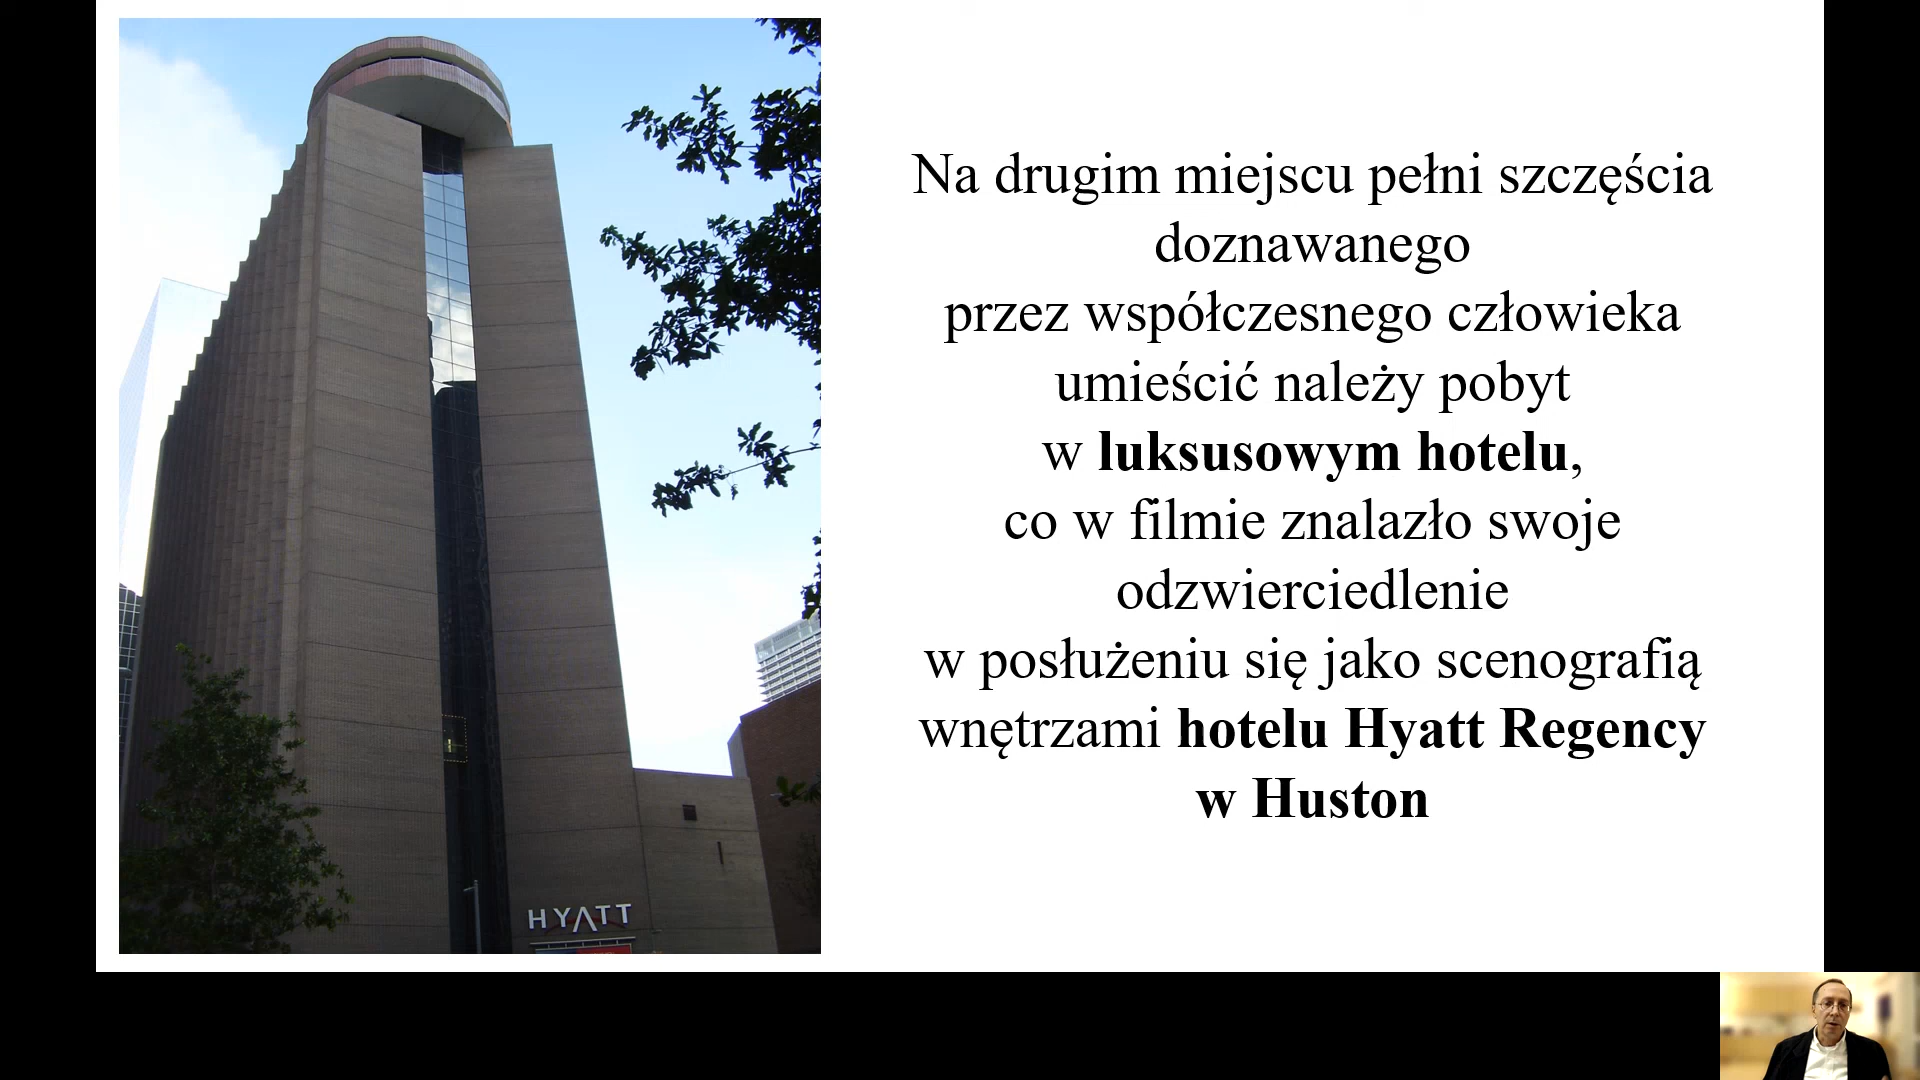 Na drugim miejscu pełni szczęścia
doznawanego
przez współczesnego człowieka
umieścić należy pobyt
w luksusowym hotelu,
co w filmie znalazło swoje
odzwierciedlenie
w posłużeniu się jako scenografią
wnętrzami hotelu Hyatt Regency
w Huston
HYATT